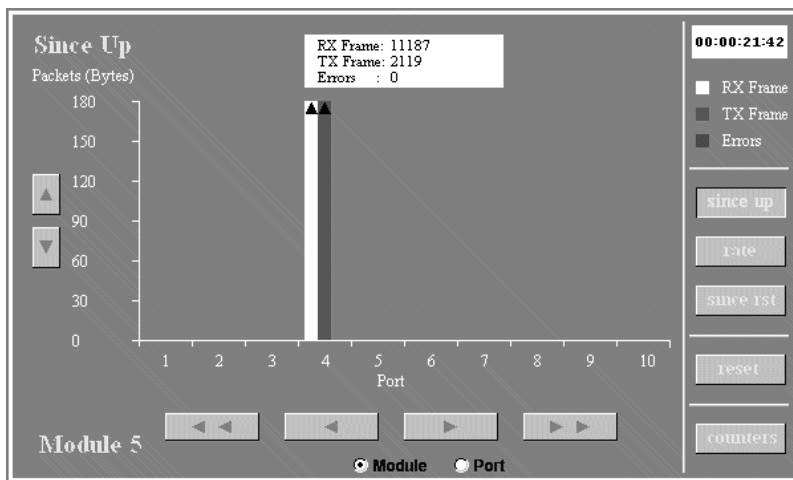 Since Up
Packets (Bytes)
RX Frame: 11187
TX Frame: 2119
Errors : 0
00:00:21:42
RX Frame
TX Frame
Errors
180
150
120
90
60
30
0
1 2 3 4 5 6 7 8 9 10
Port
since up
rate
since rst
reset
counters
Module 5
Module Port